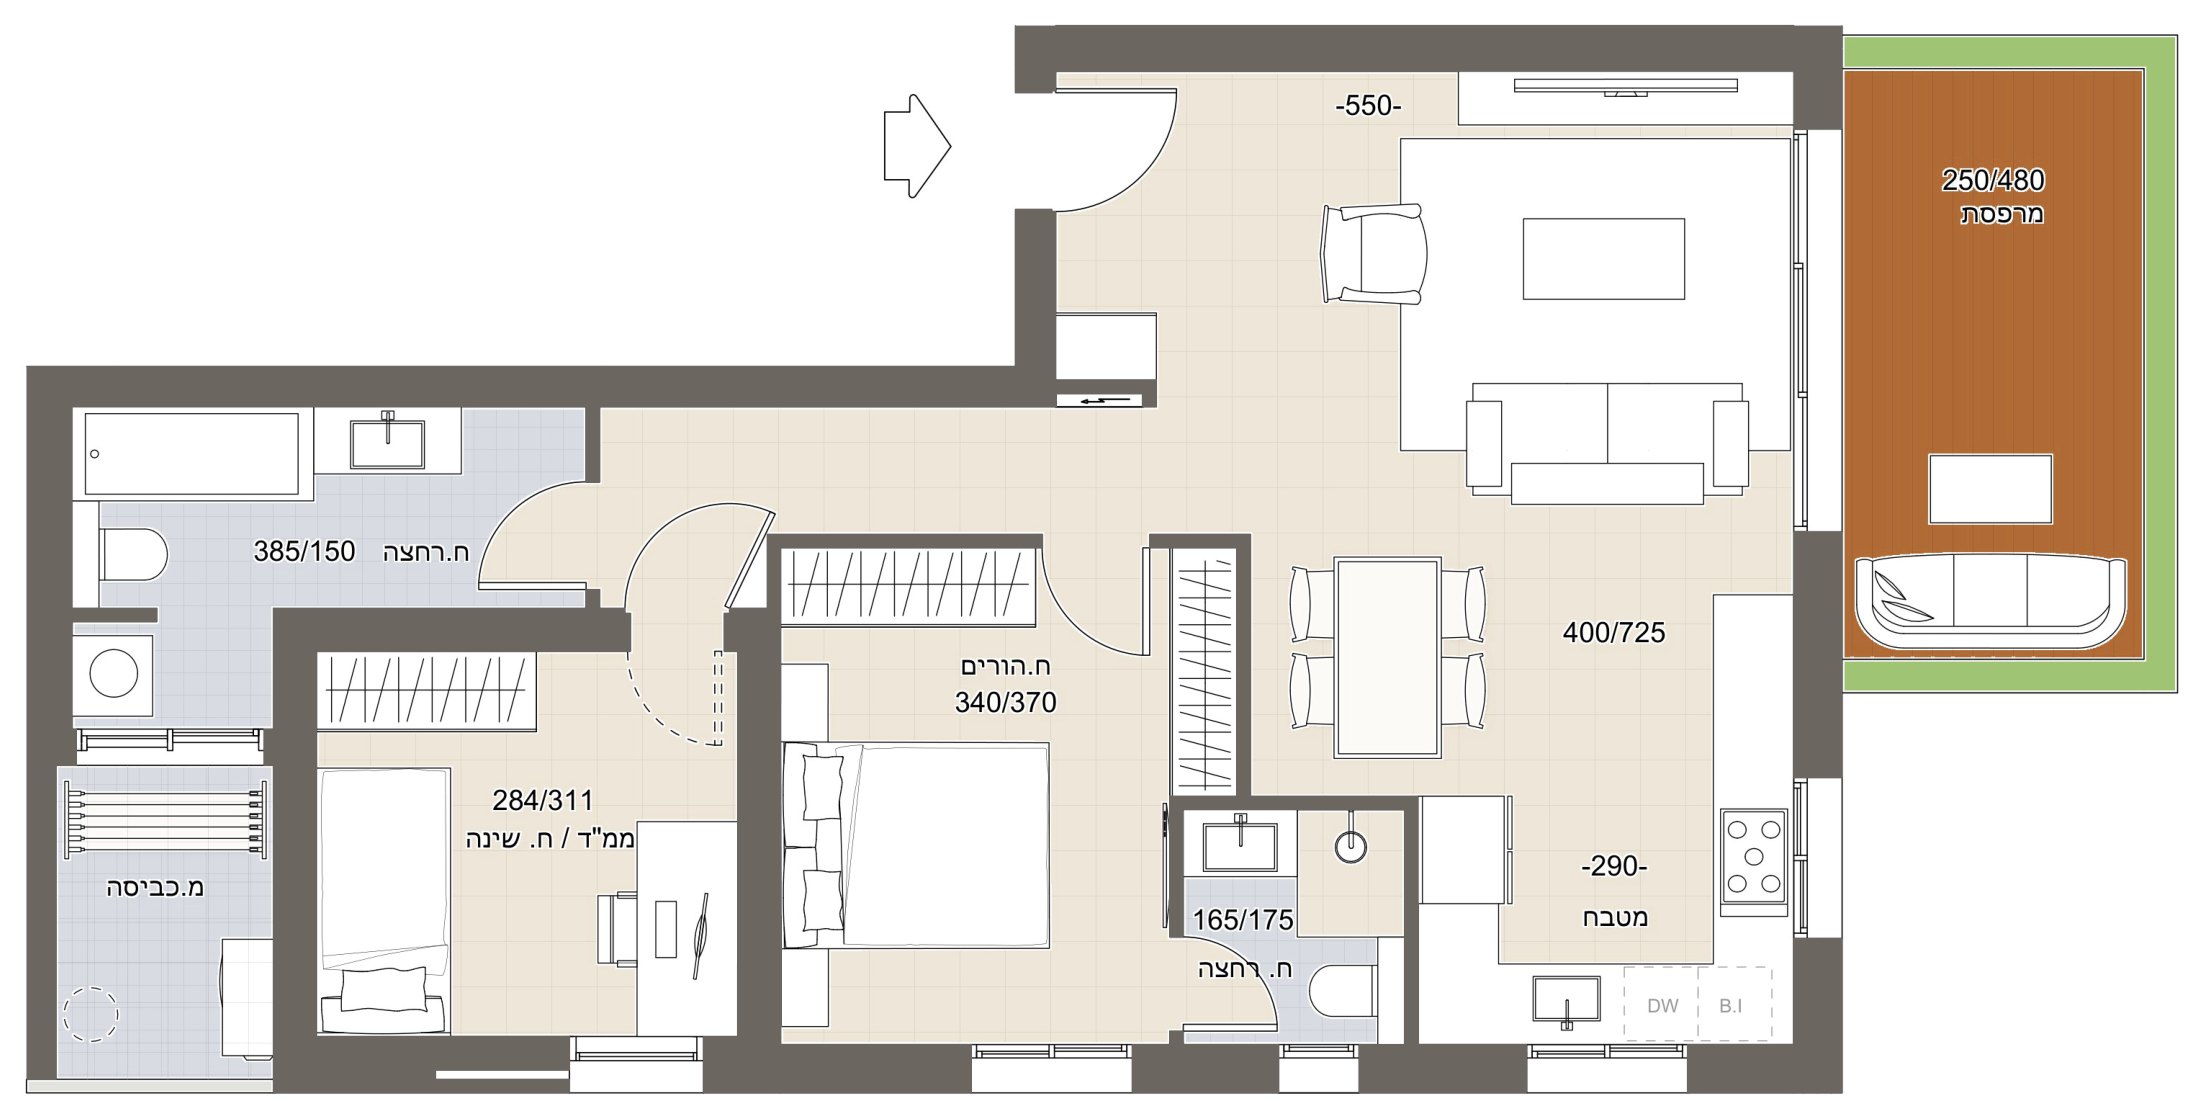 -550-
250/480
מרפסת
ח.רחצה 385/150
400/725
ח.הורים
340/370
284/311
ממ"ד / ח. שינה
מ.כביסה
165/175
ח. רחצה
-290-
מטבח
DW
B.I